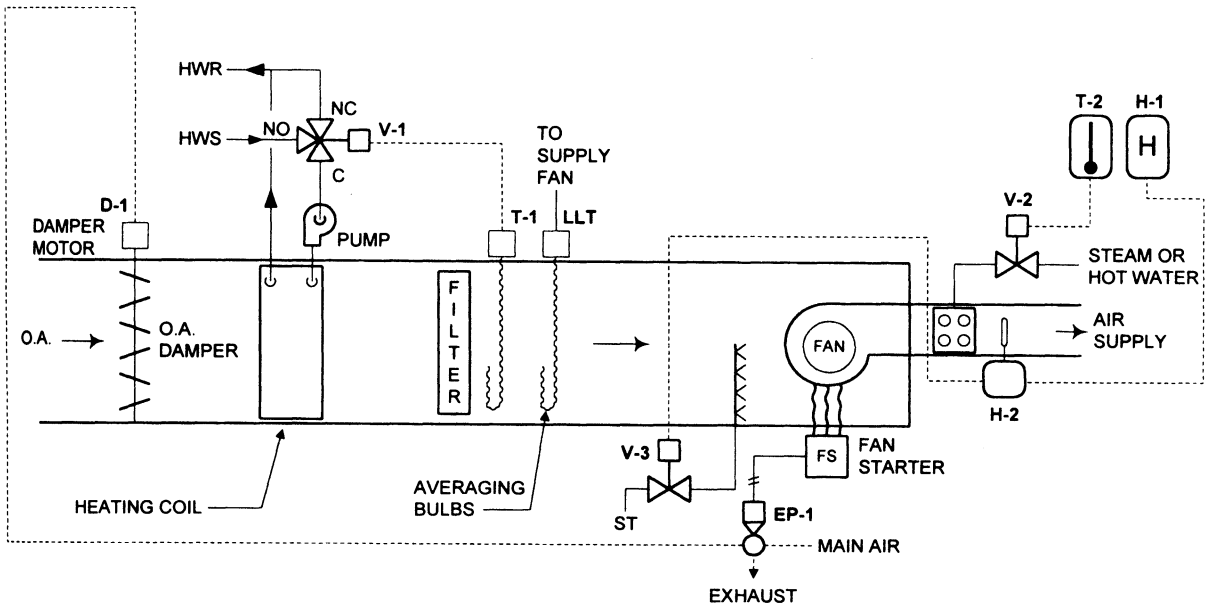 HWR
NC
HWS
NO
V-1
C
PUMP
D-1
DAMPER
MOTOR
TO
SUPPLY
FAN
T-1
LLT
T-2
H-1
H
V-2
STEAM OR
HOT WATER
O.A.
O.A.
DAMPER
FILTER
FAN
AIR
SUPPLY
H-2
V-3
FS
FAN
STARTER
HEATING COIL
AVERAGING
BULBS
ST
EP-1
MAIN AIR
EXHAUST